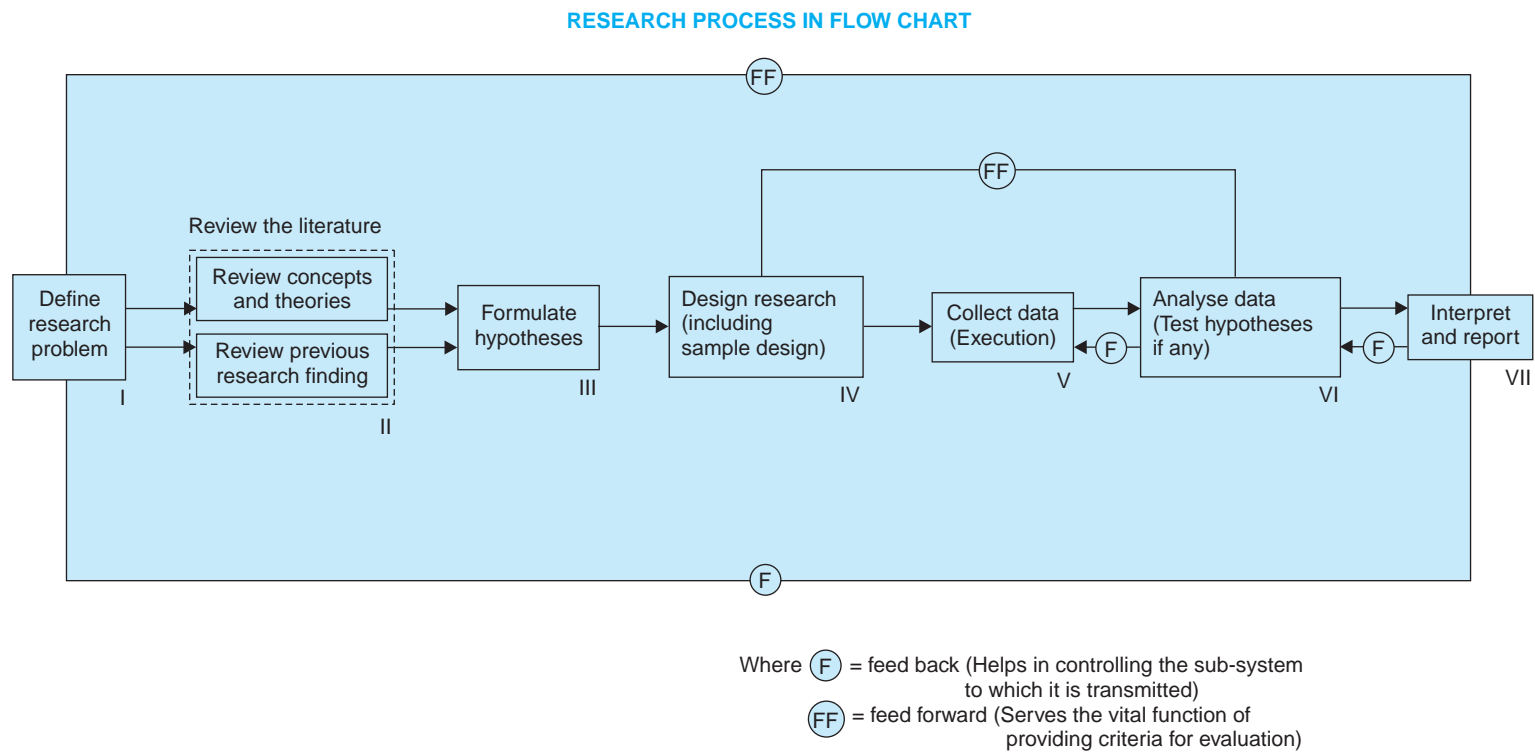 RESEARCH PROCESS IN FLOW CHART
FF
FF
Review the literature
Define
research
problem
I
Review concepts
and theories
Review previous
research finding
II
Formulate
hypotheses
III
Design research
(including
sample design)
IV
Collect data
(Execution)
V
F
Analyse data
(Test hypotheses
if any)
VI
F
Interpret
and report
VII
F
Where F = feed back (Helps in controlling the sub-system
to which it is transmitted)
FF = feed forward (Serves the vital function of
providing criteria for evaluation)